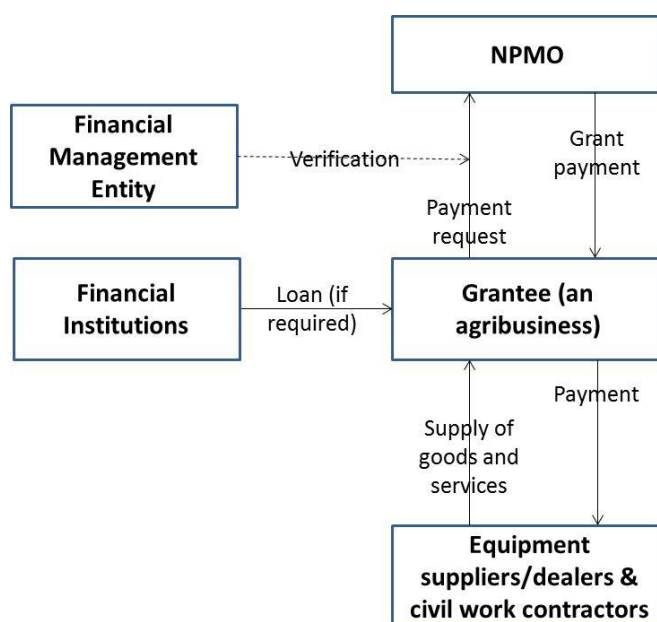 NPMO
Financial
Management
Entity
Verification
Grant
payment
Payment
request
Financial
Institutions
Loan (if
required)
Grantee (an
agribusiness)
Payment
Supply of
goods and
services
Equipment
suppliers/dealers &
civil work contractors